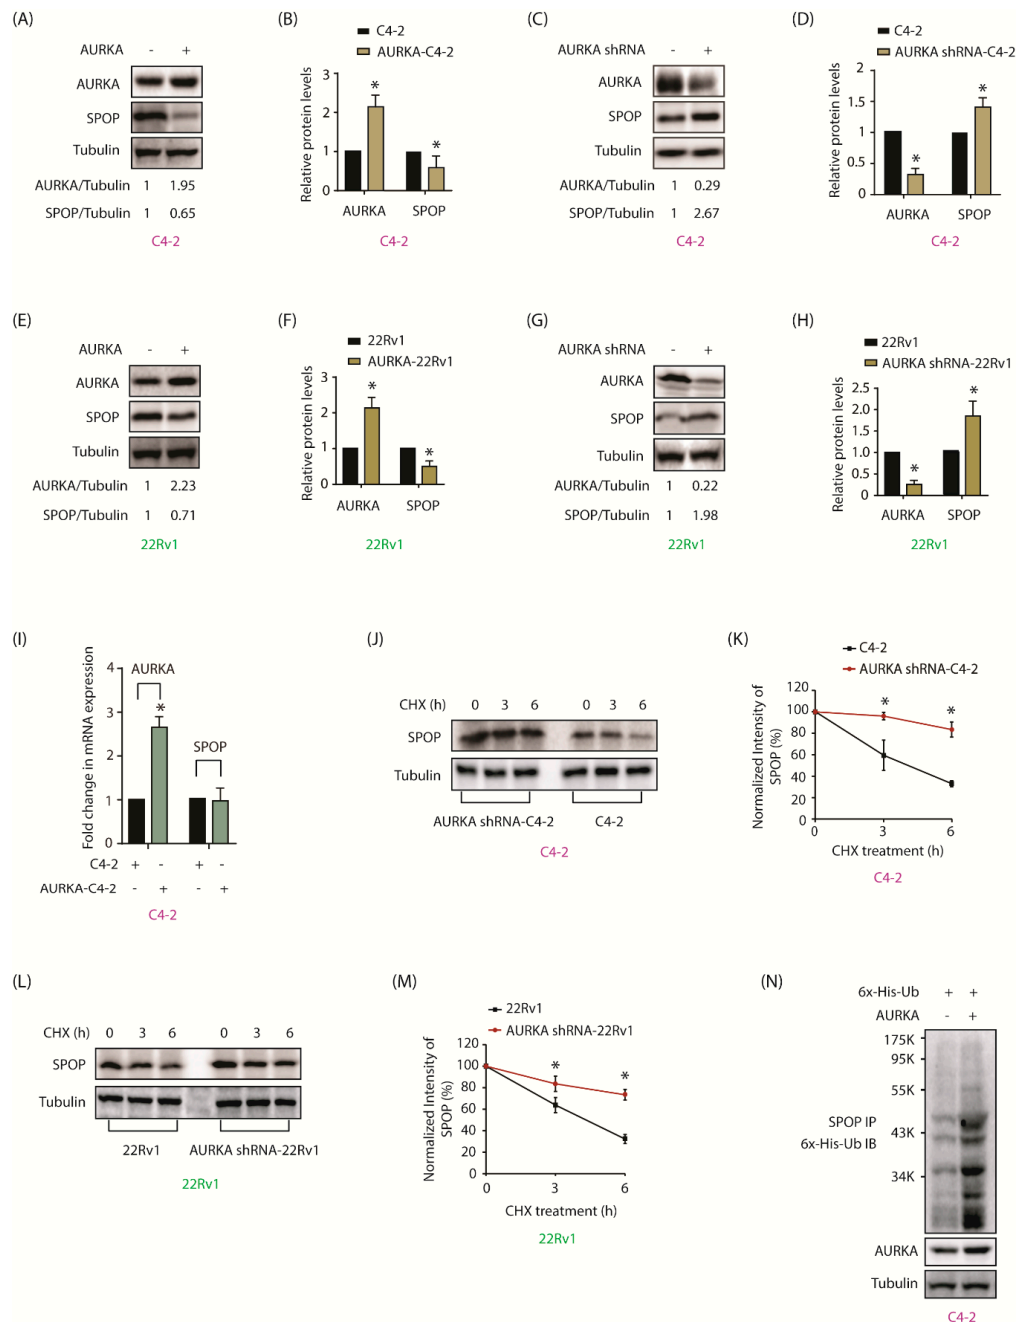 (A)
AURKA - +
AURKA
SPOP
Tubulin
AURKA/Tubulin 1 1.95
SPOP/Tubulin 1 0.65
C4-2
(B)
C4-2
AURKA-C4-2
Relative protein levels
3
2
1
0
* *
AURKA SPOP
C4-2
(C)
AURKA shRNA - +
AURKA
SPOP
Tubulin
AURKA/Tubulin 1 0.29
SPOP/Tubulin 1 2.67
C4-2
(D)
C4-2
AURKA shRNA-C4-2
Relative protein levels
2
1.5
1
0.5
0
* *
AURKA SPOP
C4-2
(E)
AURKA - +
AURKA
SPOP
Tubulin
AURKA/Tubulin 1 2.23
SPOP/Tubulin 1 0.71
22Rv1
(F)
22Rv1
AURKA-22Rv1
Relative protein levels
3
2
1
0
* *
AURKA SPOP
22Rv1
(G)
AURKA shRNA - +
AURKA
SPOP
Tubulin
AURKA/Tubulin 1 0.22
SPOP/Tubulin 1 1.98
22Rv1
(H)
22Rv1
AURKA shRNA-22Rv1
Relative protein levels
2.5
2.0
1.5
1.0
0.5
0
* *
AURKA SPOP
22Rv1
(I)
Fold change in mRNA expression
4
3
2
1
0
AURKA
*
SPOP
C4-2 + - + -
AURKA-C4-2 - + - +
C4-2
(J)
CHX (h) 0 3 6 0 3 6
SPOP
Tubulin
AURKA shRNA-C4-2 C4-2
C4-2
(K)
C4-2
AURKA shRNA-C4-2
Normalized Intensity of
SPOP (%)
120
100
80
60
40
20
0
* *
0 3 6
CHX treatment (h)
C4-2
(L)
CHX (h) 0 3 6 0 3 6
SPOP
Tubulin
22Rv1 AURKA shRNA-22Rv1
22Rv1
(M)
22Rv1
AURKA shRNA-22Rv1
Normalized Intensity of
SPOP (%)
120
100
80
60
40
20
0
* *
0 3 6
CHX treatment (h)
22Rv1
(N)
6x-His-Ub + +
AURKA - +
175K
95K
55K
SPOP IP
43K
6x-His-Ub IB
34K
AURKA
Tubulin
C4-2